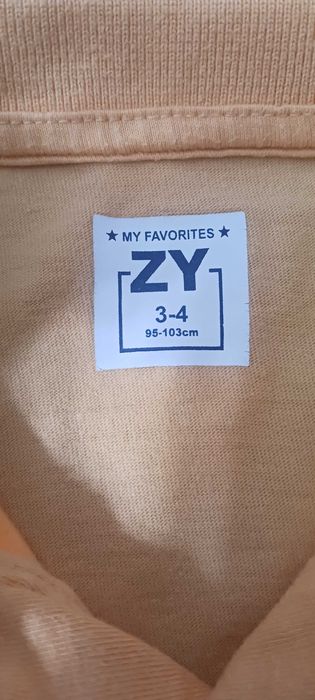 ★ MY FAVORITES ★
ZY
3-4
95-103cm